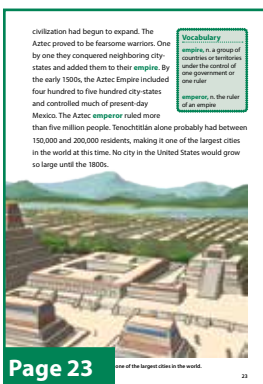 civilization had begun to expand. The
Aztec proved to be fearsome warriors. One
by one they conquered neighboring city-
states and added them to their empire. By
the early 1500s, the Aztec Empire included
four hundred to five hundred city-states
and controlled much of present-day
Mexico. The Aztec emperor ruled more
than five million people. Tenochtitlán alone probably had between
150,000 and 200,000 residents, making it one of the largest cities
in the world at this time. No city in the United States would grow
so large until the 1800s.
Vocabulary
empire, n. a group of
countries or territories
under the control of
one government or
one ruler
emperor, n. the ruler
of an empire
one of the largest cities in the world.
Page 23
23